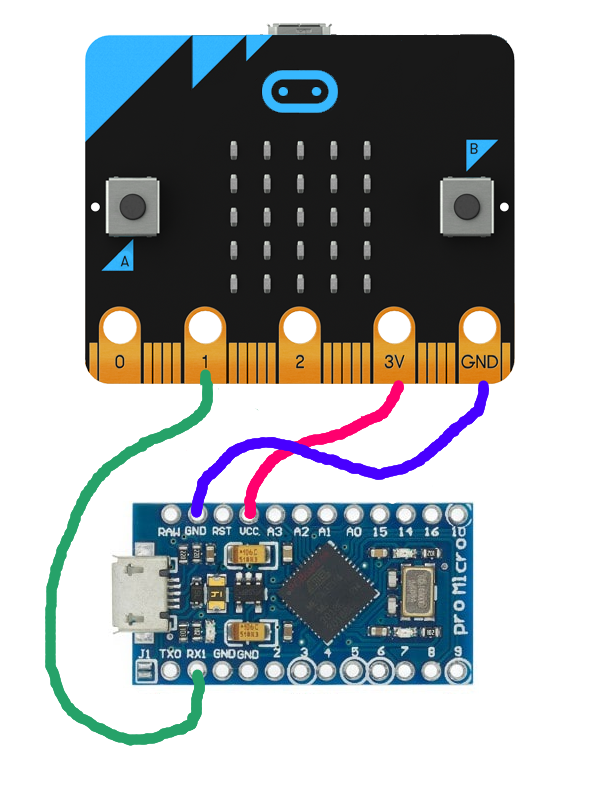 B
A
0 1 2 3V GND
RAW GND RST VCC A3 A2 A1 A0 15 14 16 10
J1 TX0 RX1 GND GND 2 3 4 5 6 7 8 9
pro Micro